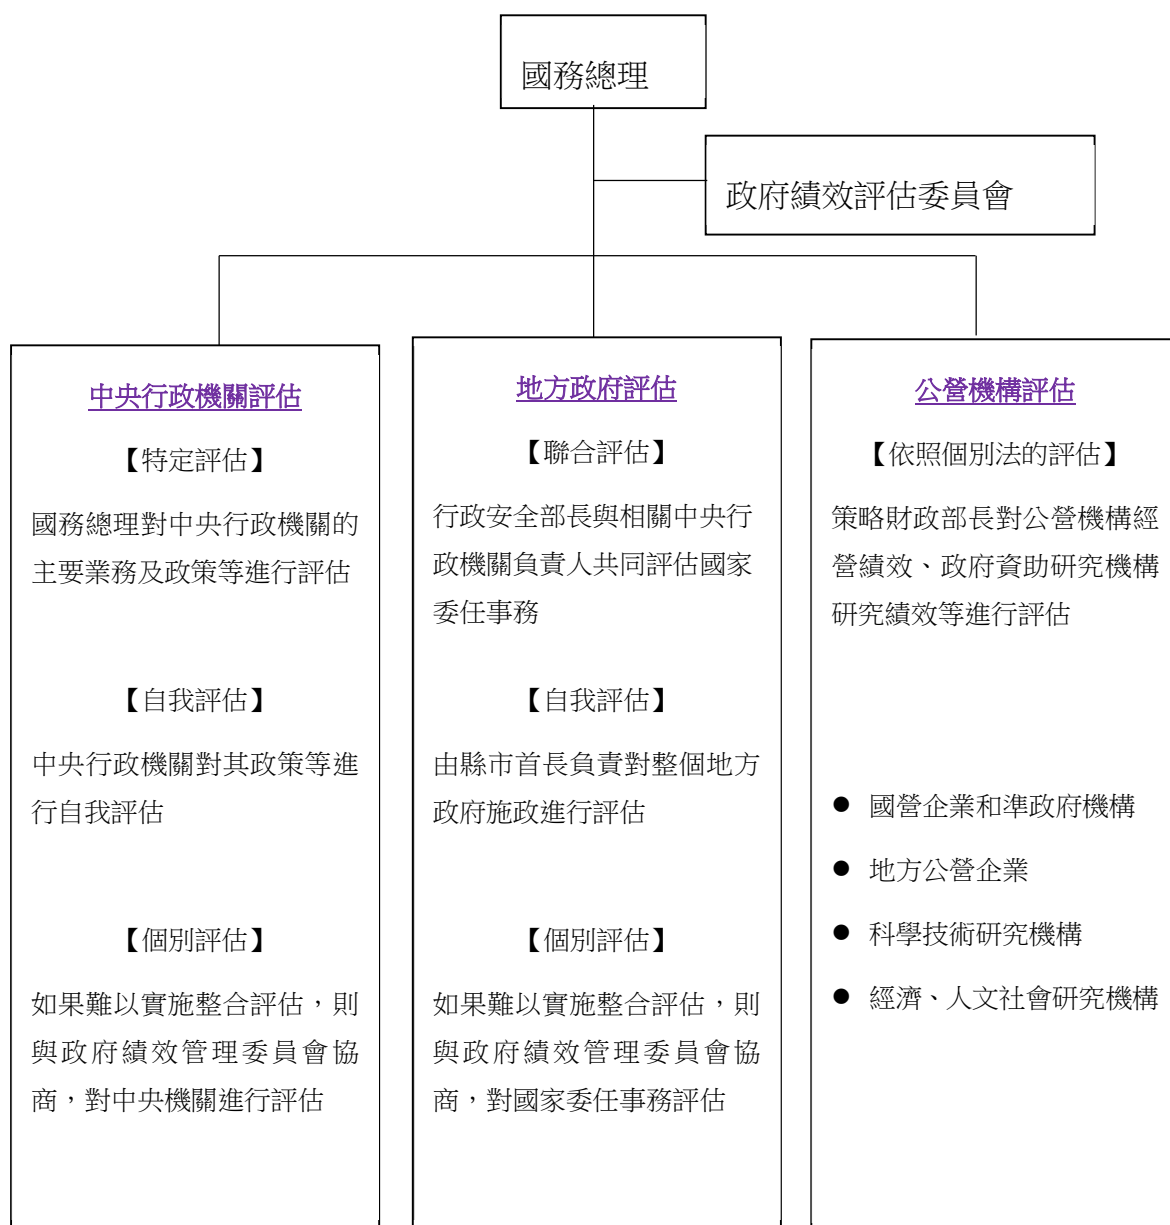 國務總理
政府績效評估委員會
中央行政機關評估
【特定評估】
國務總理對中央行政機關的
主要業務及政策等進行評估
【自我評估】
中央行政機關對其政策等進
行自我評估
【個別評估】
如果難以實施整合評估，則
與政府績效管理委員會協
商，對中央機關進行評估
地方政府評估
【聯合評估】
行政安全部長與相關中央行
政機關負責人共同評估國家
委任事務
【自我評估】
由縣市首長負責對整個地方
政府施政進行評估
【個別評估】
如果難以實施整合評估，則
與政府績效管理委員會協
商，對國家委任事務評估
公營機構評估
【依照個別法的評估】
策略財政部長對公營機構經
營績效、政府資助研究機構
研究績效等進行評估
● 國營企業和準政府機構
● 地方公營企業
● 科學技術研究機構
● 經濟、人文社會研究機構